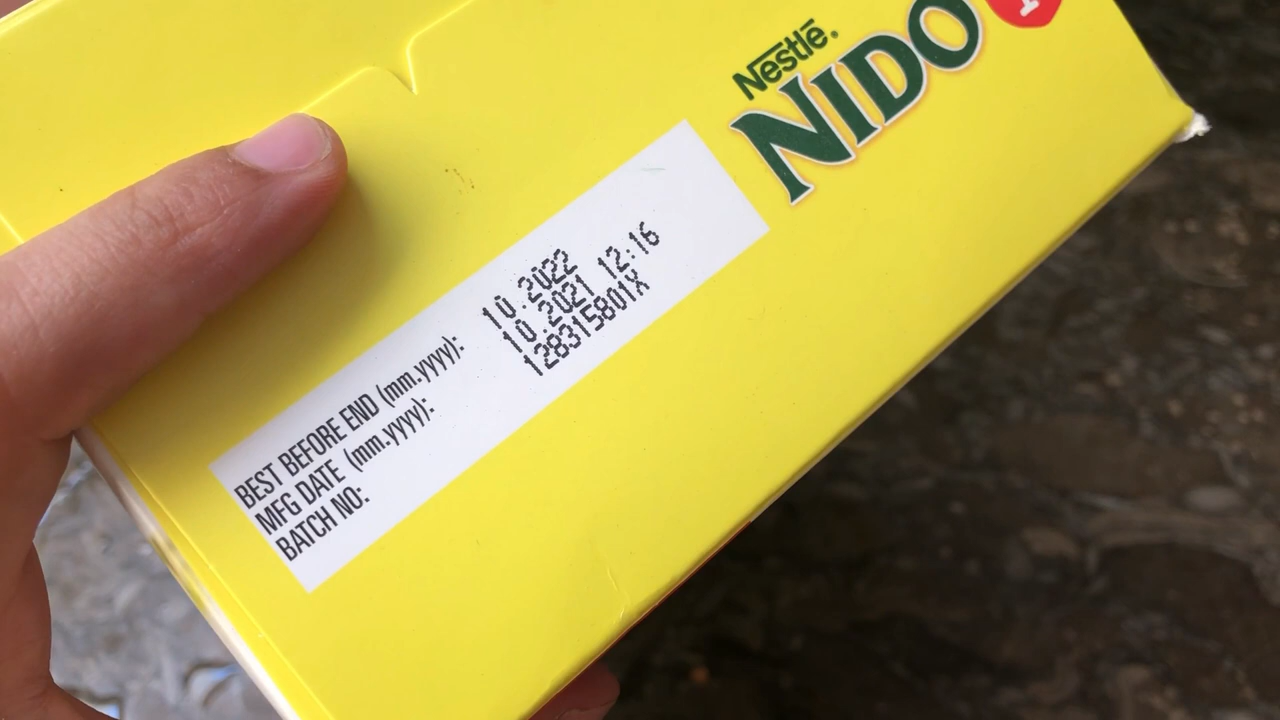 Nestlé®
NIDO
1
BEST BEFORE END (mm.yyyy): 10.2022
MFG DATE (mm.yyyy): 10.2021 12:16
BATCH NO: 128315801X